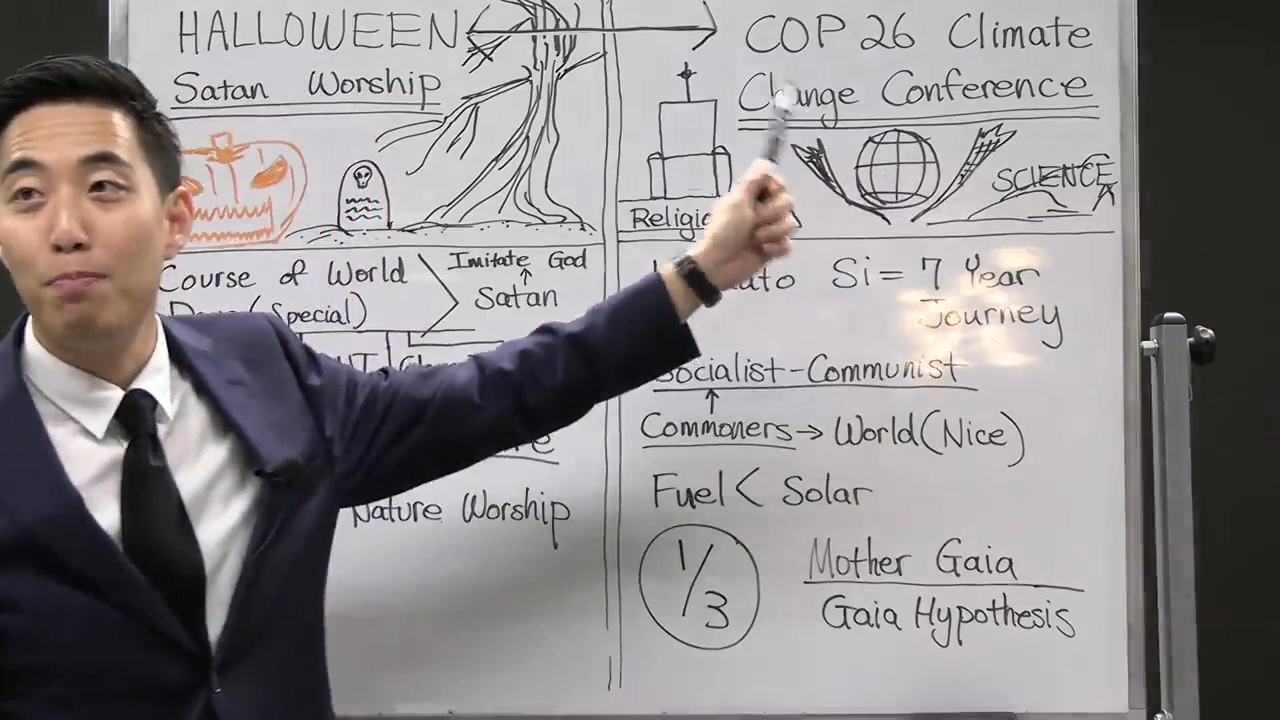 HALLOWEEN
Satan Worship
Course of World
(Special)
Imitate God
Satan
Nature Worship
COP 26 Climate
Change Conference
SCIENCE
Si = 7 Year
Journey
Socialist-Communist
Commoners → World (Nice)
Fuel < Solar
1/3
Mother Gaia
Gaia Hypothesis